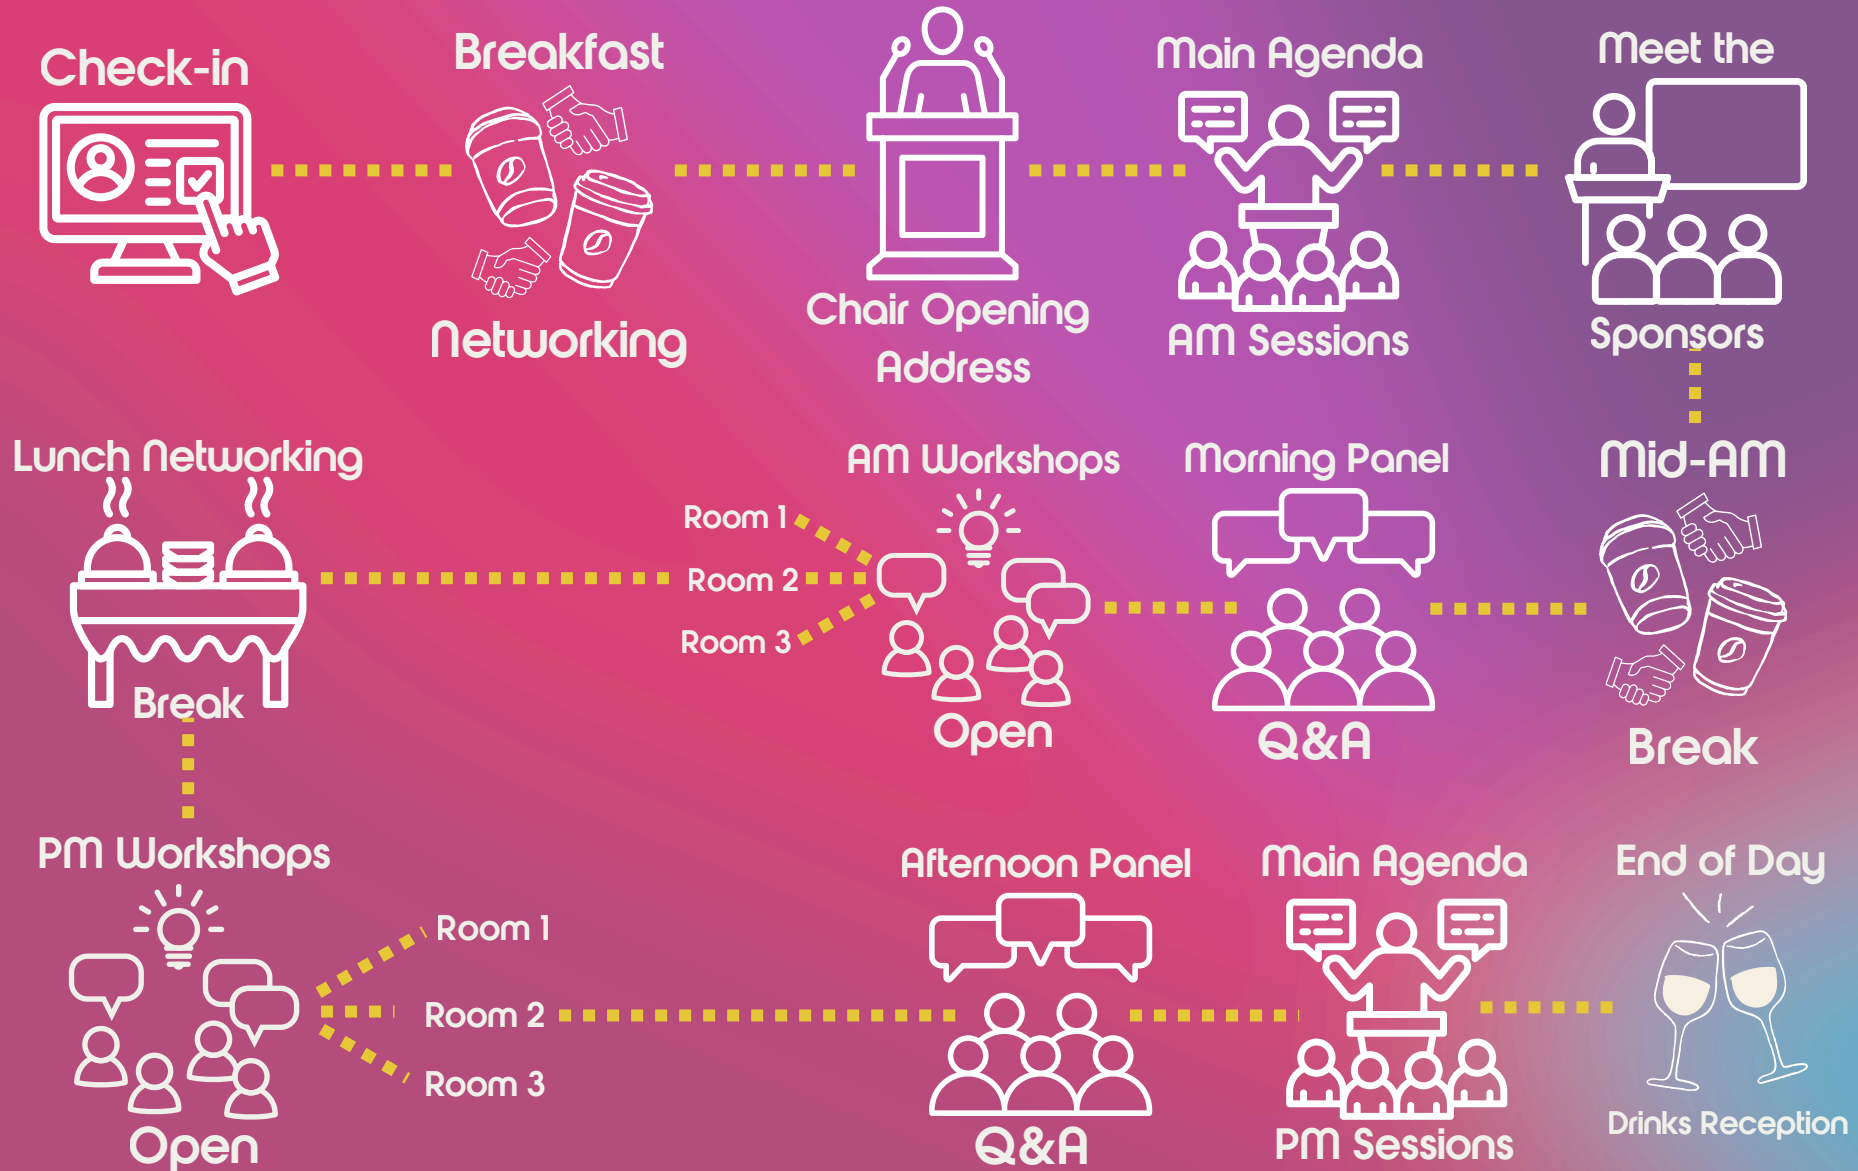 Check-in
Breakfast
Networking
Chair Opening
Address
Main Agenda
AM Sessions
Meet the
Sponsors
Mid-AM
Break
Morning Panel
Q&A
AM Workshops
Room 1
Room 2
Room 3
Open
Lunch Networking
Break
PM Workshops
Room 1
Room 2
Room 3
Open
Afternoon Panel
Q&A
Main Agenda
PM Sessions
End of Day
Drinks Reception